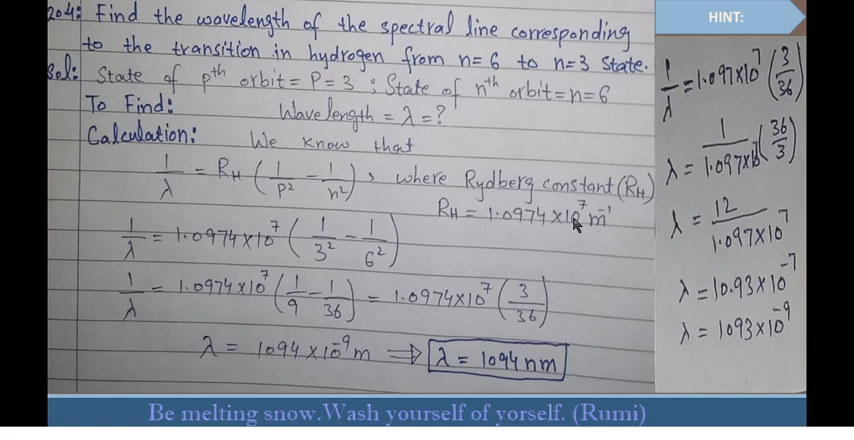 204: Find the wavelength of the spectral line corresponding
to the transition in hydrogen from n=6 to n=3 state.
Sol: State of pth orbit = P = 3 ; State of nth orbit = n = 6
To Find:
Wavelength = λ = ?
Calculation:
We know that
1/λ = R_H (1/p² - 1/n²), where Rydberg constant (R_H)
R_H = 1.0974×10⁷ m⁻¹
1/λ = 1.0974×10⁷ (1/3² - 1/6²)
1/λ = 1.0974×10⁷ (1/9 - 1/36) = 1.0974×10⁷ (3/36)
λ = 1094×10⁻⁹ m ⇒ λ = 1094 nm
HINT:
1/λ = 1.097×10⁷ (3/36)
λ = 1/1.097×10⁷ (36/3)
λ = 12/1.097×10⁷
λ = 10.93×10⁻⁷
λ = 1093×10⁻⁹
Be melting snow.Wash yourself of yorself. (Rumi)